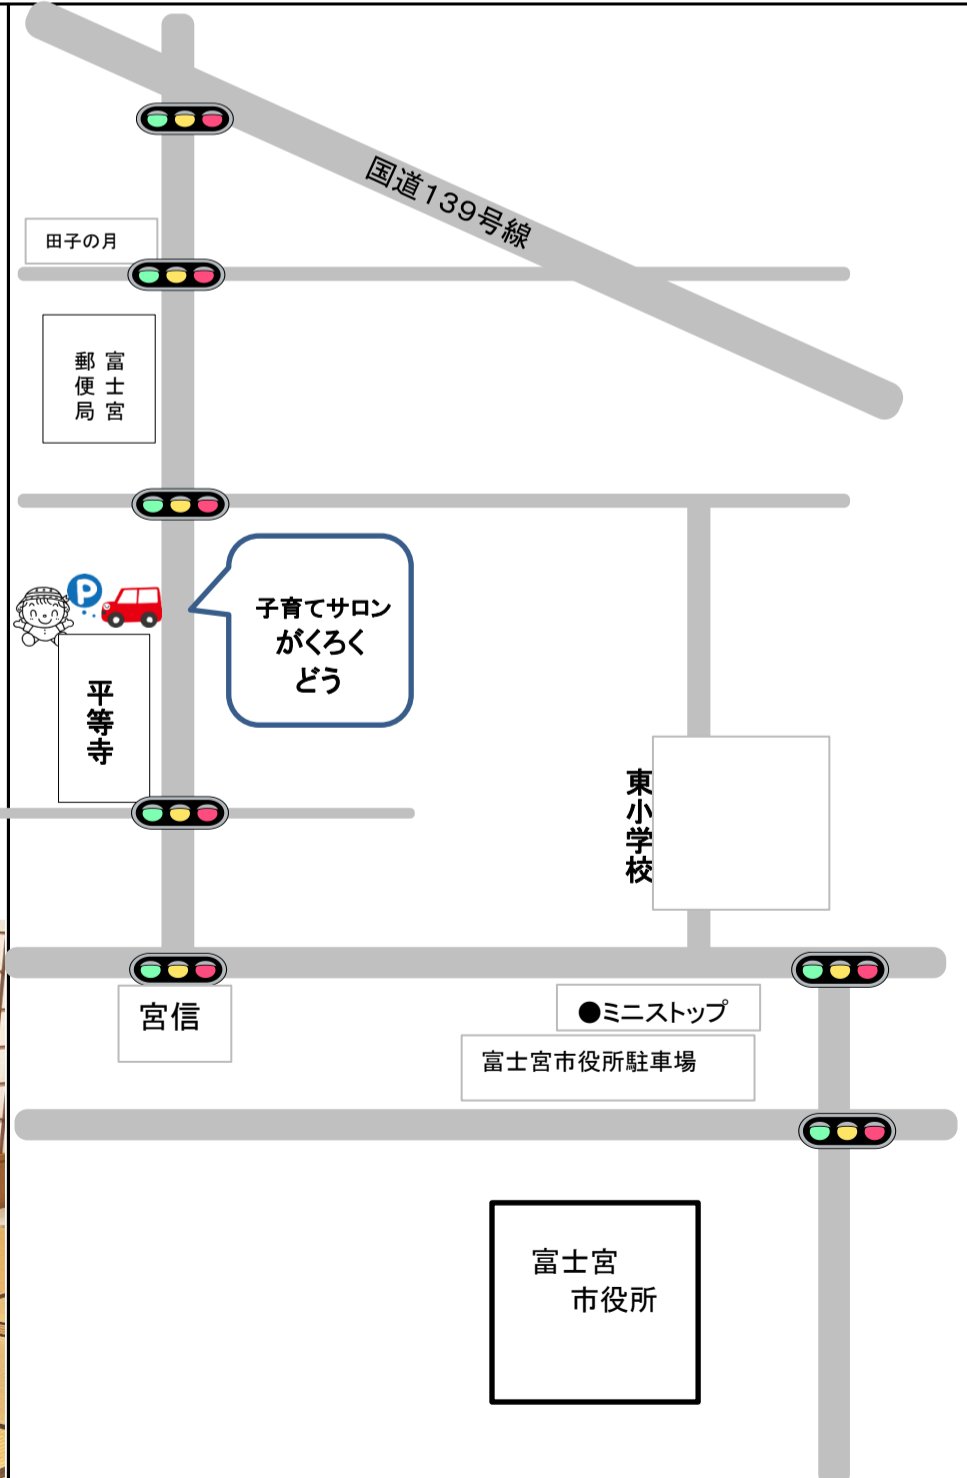 国道139号線
田子の月
富士宮
郵便局
P
子育てサロン
がくろく
どう
平等寺
東小学校
宮信
●ミニストップ
富士宮市役所駐車場
富士宮
市役所